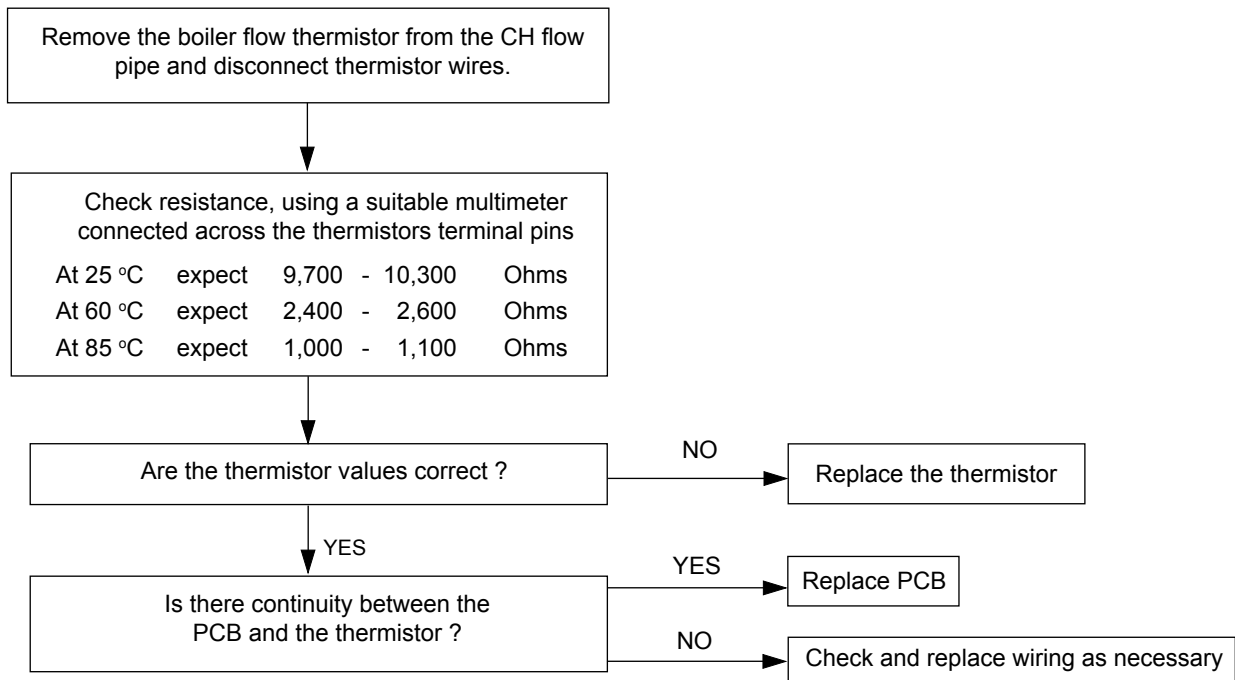 Remove the boiler flow thermistor from the CH flow
pipe and disconnect thermistor wires.
Check resistance, using a suitable multimeter
connected across the thermistors terminal pins
At 25 °C expect 9,700 - 10,300 Ohms
At 60 °C expect 2,400 - 2,600 Ohms
At 85 °C expect 1,000 - 1,100 Ohms
Are the thermistor values correct ?
NO
Replace the thermistor
YES
Is there continuity between the
PCB and the thermistor ?
YES
Replace PCB
NO
Check and replace wiring as necessary